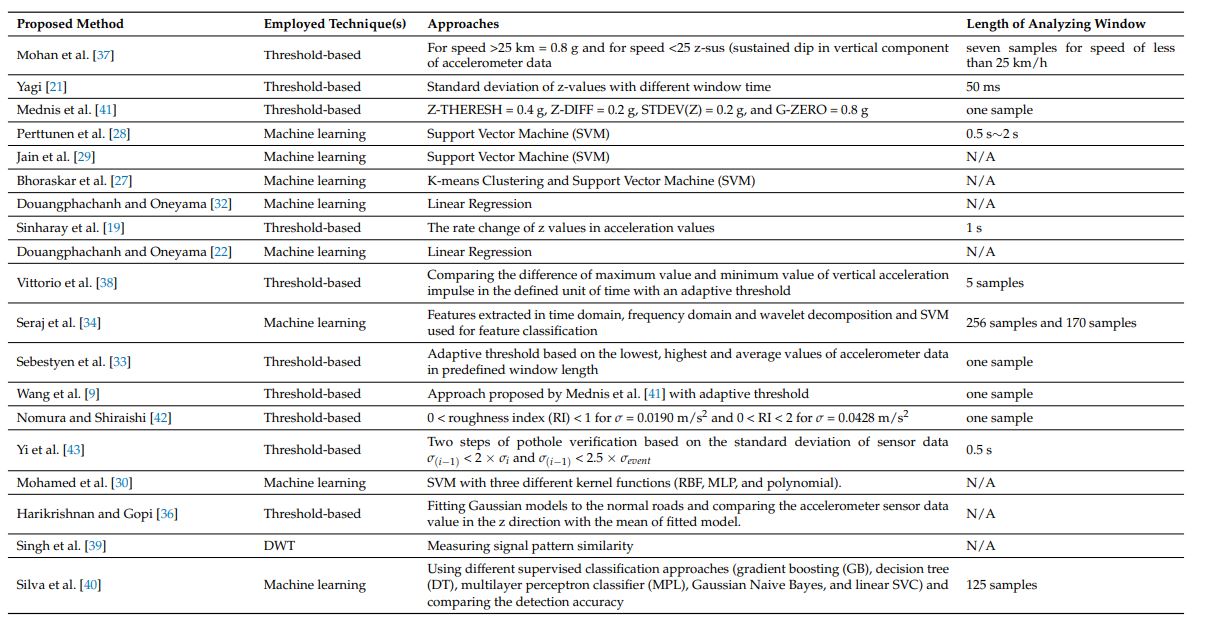 Proposed Method Employed Technique(s) Approaches Length of Analyzing Window
Mohan et al. [37] Threshold-based For speed >25 km = 0.8 g and for speed <25 z-sus (sustained dip in vertical component seven samples for speed of less
of accelerometer data than 25 km/h
Yagi [21] Threshold-based Standard deviation of z-values with different window time 50 ms
Mednis et al. [41] Threshold-based Z-THERESH = 0.4 g, Z-DIFF = 0.2 g, STDEV(Z) = 0.2 g, and G-ZERO = 0.8 g one sample
Perttunen et al. [28] Machine learning Support Vector Machine (SVM) 0.5 s∼2 s
Jain et al. [29] Machine learning Support Vector Machine (SVM) N/A
Bhoraskar et al. [27] Machine learning K-means Clustering and Support Vector Machine (SVM) N/A
Douangphachanh and Oneyama [32] Machine learning Linear Regression N/A
Sinharay et al. [19] Threshold-based The rate change of z values in acceleration values 1 s
Douangphachanh and Oneyama [22] Machine learning Linear Regression N/A
Vittorio et al. [38] Threshold-based Comparing the difference of maximum value and minimum value of vertical acceleration
impulse in the defined unit of time with an adaptive threshold 5 samples
Seraj et al. [34] Machine learning Features extracted in time domain, frequency domain and wavelet decomposition and SVM
used for feature classification 256 samples and 170 samples
Sebestyen et al. [33] Threshold-based Adaptive threshold based on the lowest, highest and average values of accelerometer data
in predefined window length one sample
Wang et al. [9] Threshold-based Approach proposed by Mednis et al. [41] with adaptive threshold one sample
Nomura and Shiraishi [42] Threshold-based 0 < roughness index (RI) < 1 for σ = 0.0190 m/s² and 0 < RI < 2 for σ = 0.0428 m/s² one sample
Yi et al. [43] Threshold-based Two steps of pothole verification based on the standard deviation of sensor data
σ(i−1) < 2 × σi and σ(i−1) < 2.5 × σevent 0.5 s
Mohamed et al. [30] Machine learning SVM with three different kernel functions (RBF, MLP, and polynomial). N/A
Harikrishnan and Gopi [36] Threshold-based Fitting Gaussian models to the normal roads and comparing the accelerometer sensor data
value in the z direction with the mean of fitted model. N/A
Singh et al. [39] DWT Measuring signal pattern similarity N/A
Silva et al. [40] Machine learning Using different supervised classification approaches (gradient boosting (GB), decision tree
(DT), multilayer perceptron classifier (MPL), Gaussian Naive Bayes, and linear SVC) and 125 samples
comparing the detection accuracy